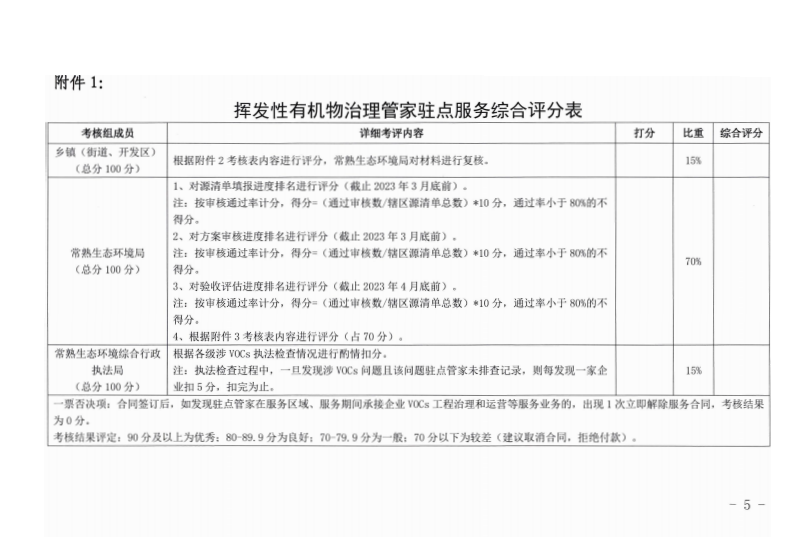 附件 1：
挥发性有机物治理管家驻点服务综合评分表
考核组成员
详细考评内容
打分
比重
综合评分
乡镇（街道、开发区）
（总分 100 分）
根据附件 2 考核表内容进行评分，常熟生态环境局对材料进行复核。
15%
常熟生态环境局
（总分 100 分）
1、对源清单填报进度排名进行评分（截止 2023 年 3 月底前）。
注：按审核通过率计分，得分=（通过审核数/辖区源清单总数）*10 分，通过率小于 80%的不
得分。
2、对方案审核进度排名进行评分（截止 2023 年 3 月底前）。
注：按审核通过率计分，得分=（通过审核数/辖区源清单总数）*10 分，通过率小于 80%的不
得分。
3、对验收评估进度排名进行评分（截止 2023 年 4 月底前）。
注：按审核通过率计分，得分=（通过审核数/辖区源清单总数）*10 分，通过率小于 80%的不
得分。
4、根据附件 3 考核表内容进行评分（占 70 分）。
70%
常熟生态环境综合行政
执法局
（总分 100 分）
根据各级涉 VOCs 执法检查情况进行酌情扣分。
注：执法检查过程中，一旦发现涉 VOCs 问题且该问题驻点管家未排查记录，则每发现一家企
业扣 5 分，扣完为止。
15%
一票否决项：合同签订后，如发现驻点管家在服务区域、服务期间承接企业 VOCs 工程治理和运营等服务业务的，出现 1 次立即解除服务合同，考核结果
为 0 分。
考核结果评定：90 分及以上为优秀；80-89.9 分为良好；70-79.9 分为一般；70 分以下为较差（建议取消合同，拒绝付款）。
- 5 -